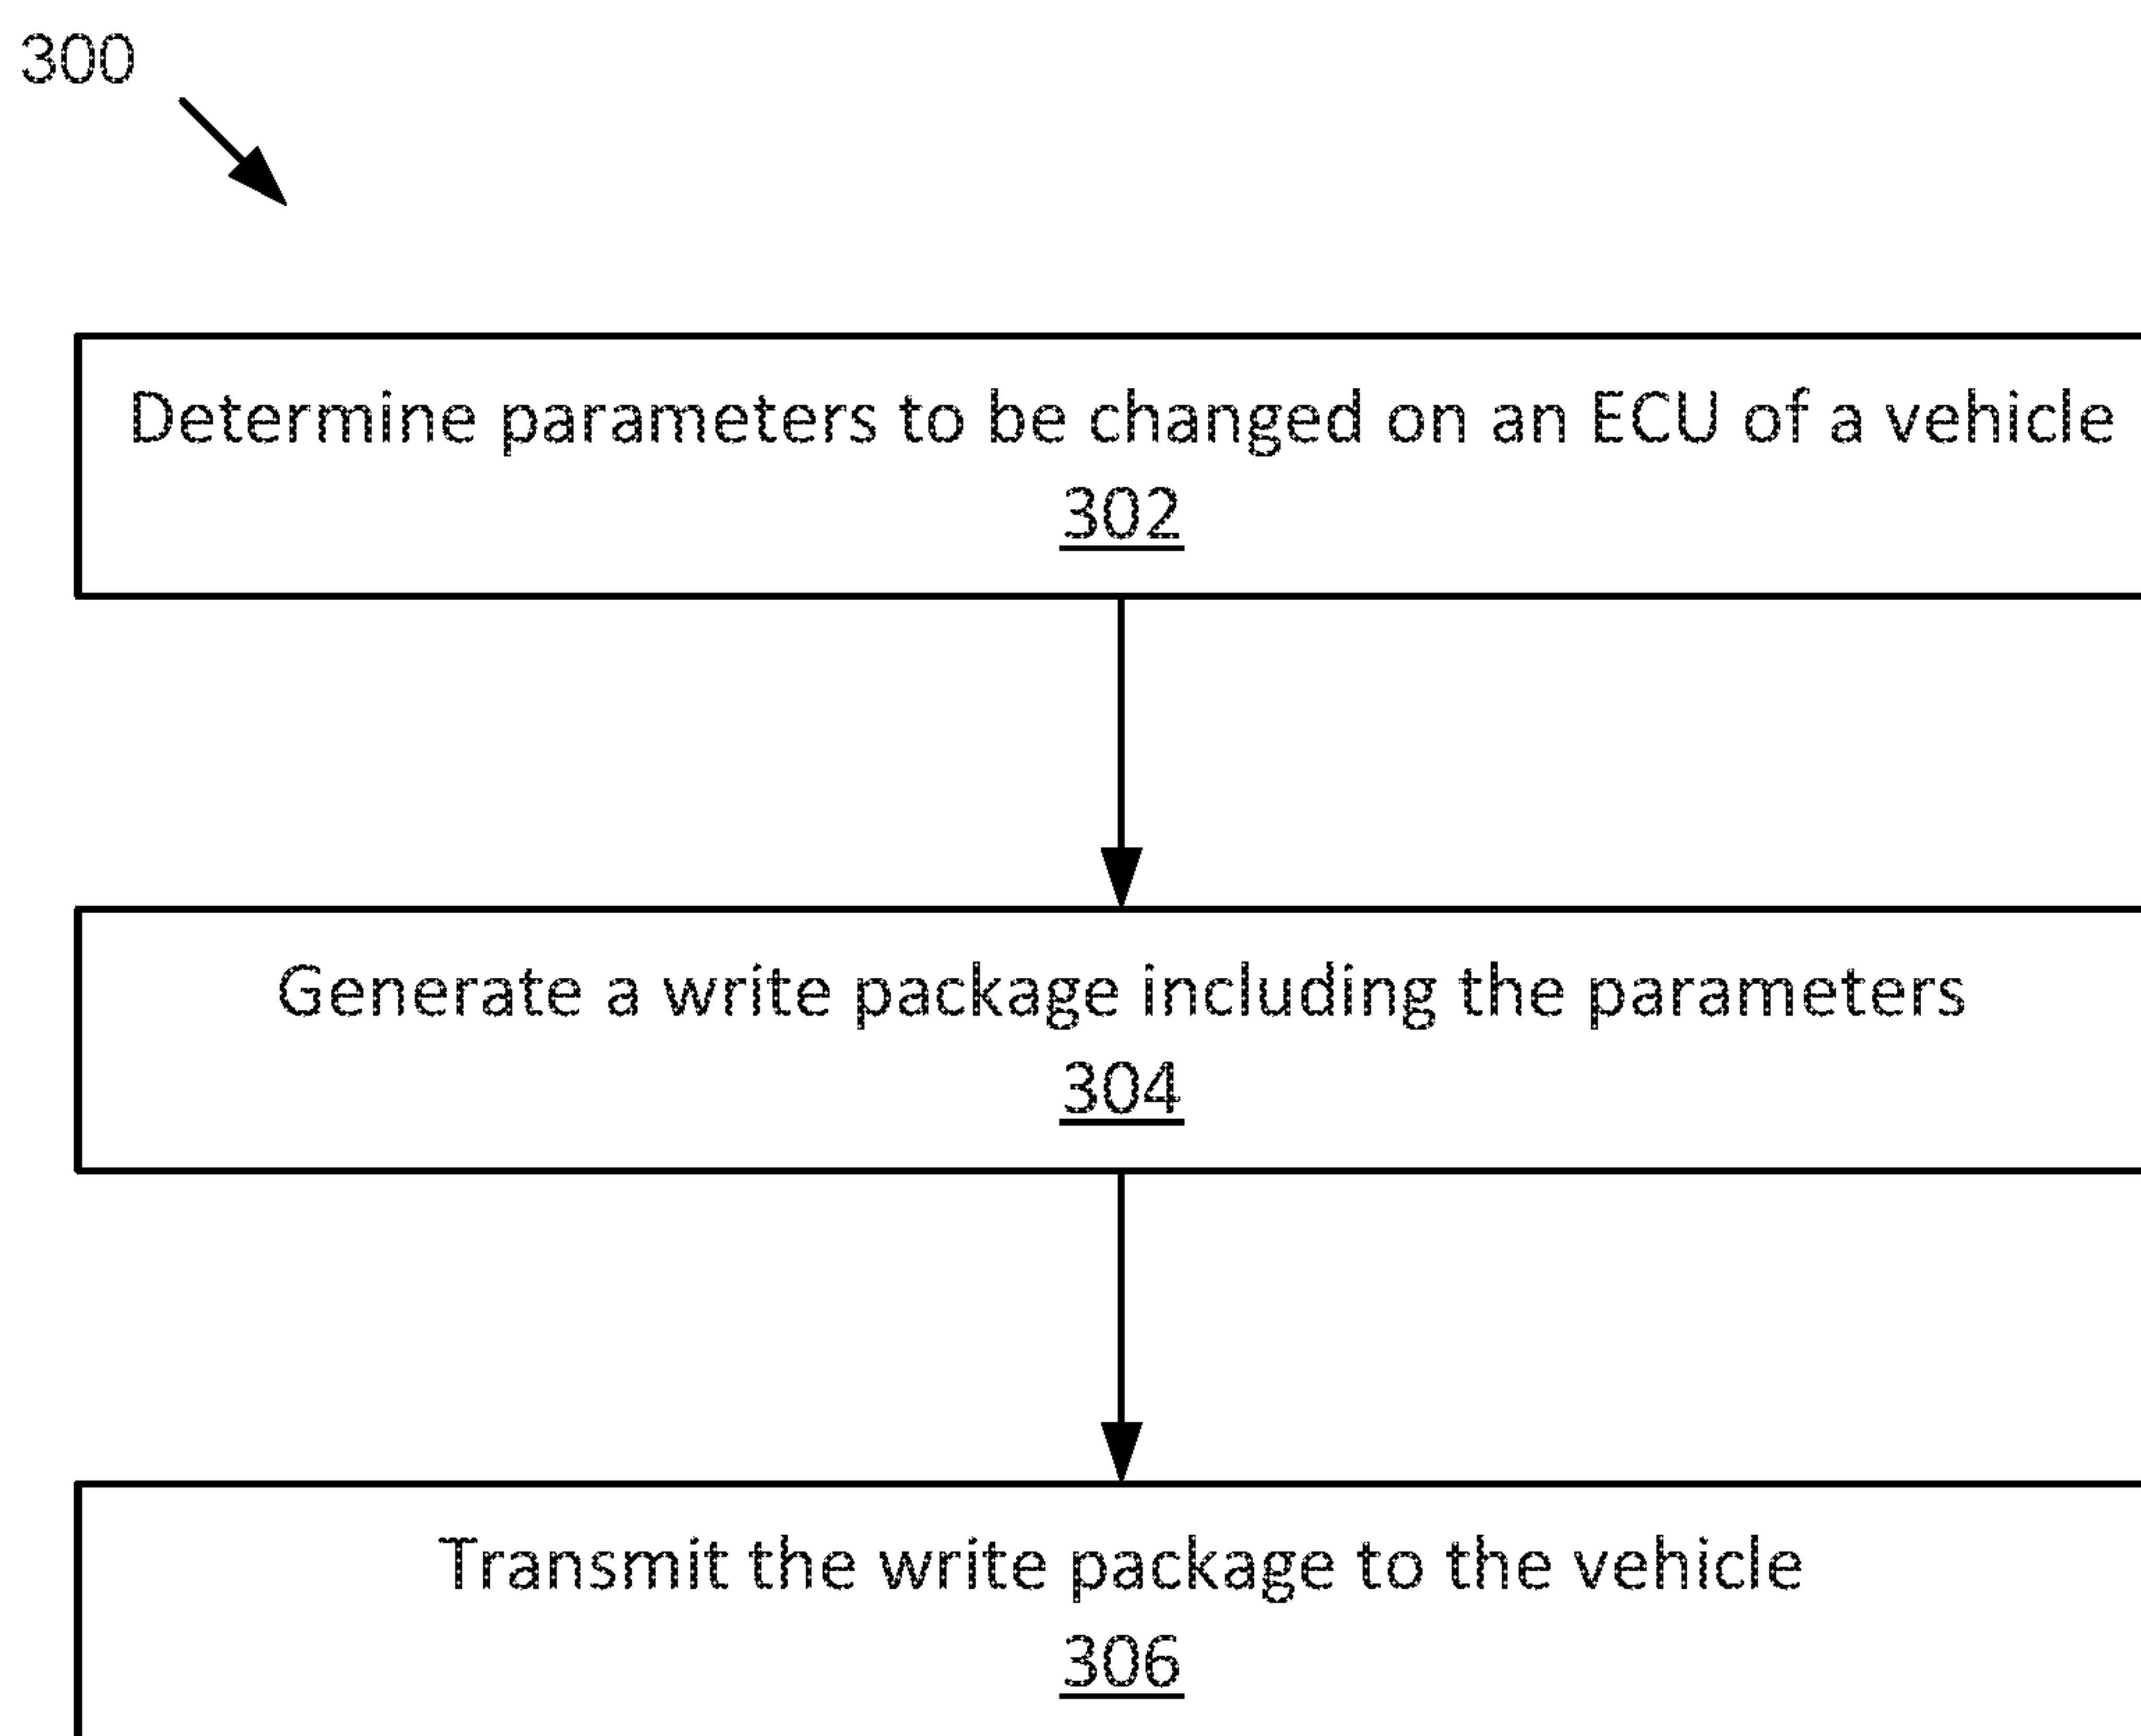 300
Determine parameters to be changed on an ECU of a vehicle
302
Generate a write package including the parameters
304
Transmit the write package to the vehicle
306